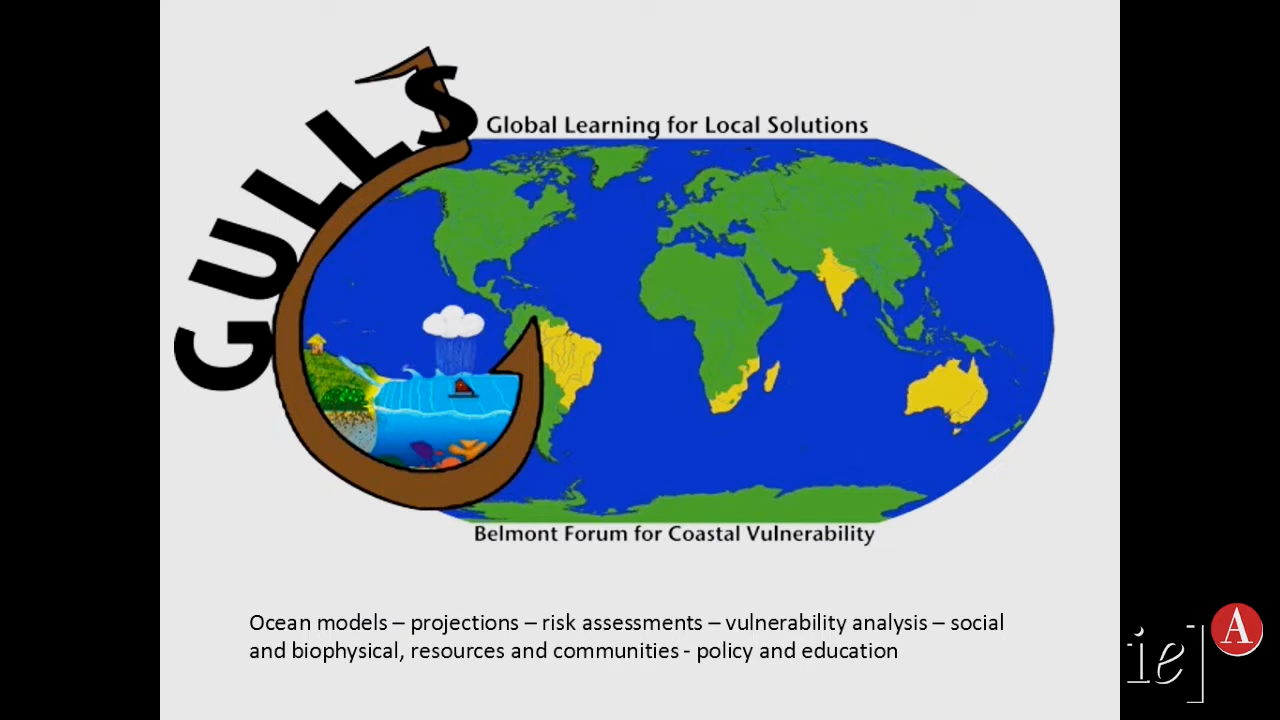 GULLS
Global Learning for Local Solutions
Belmont Forum for Coastal Vulnerability
Ocean models – projections – risk assessments – vulnerability analysis – social
and biophysical, resources and communities - policy and education
ie]
A